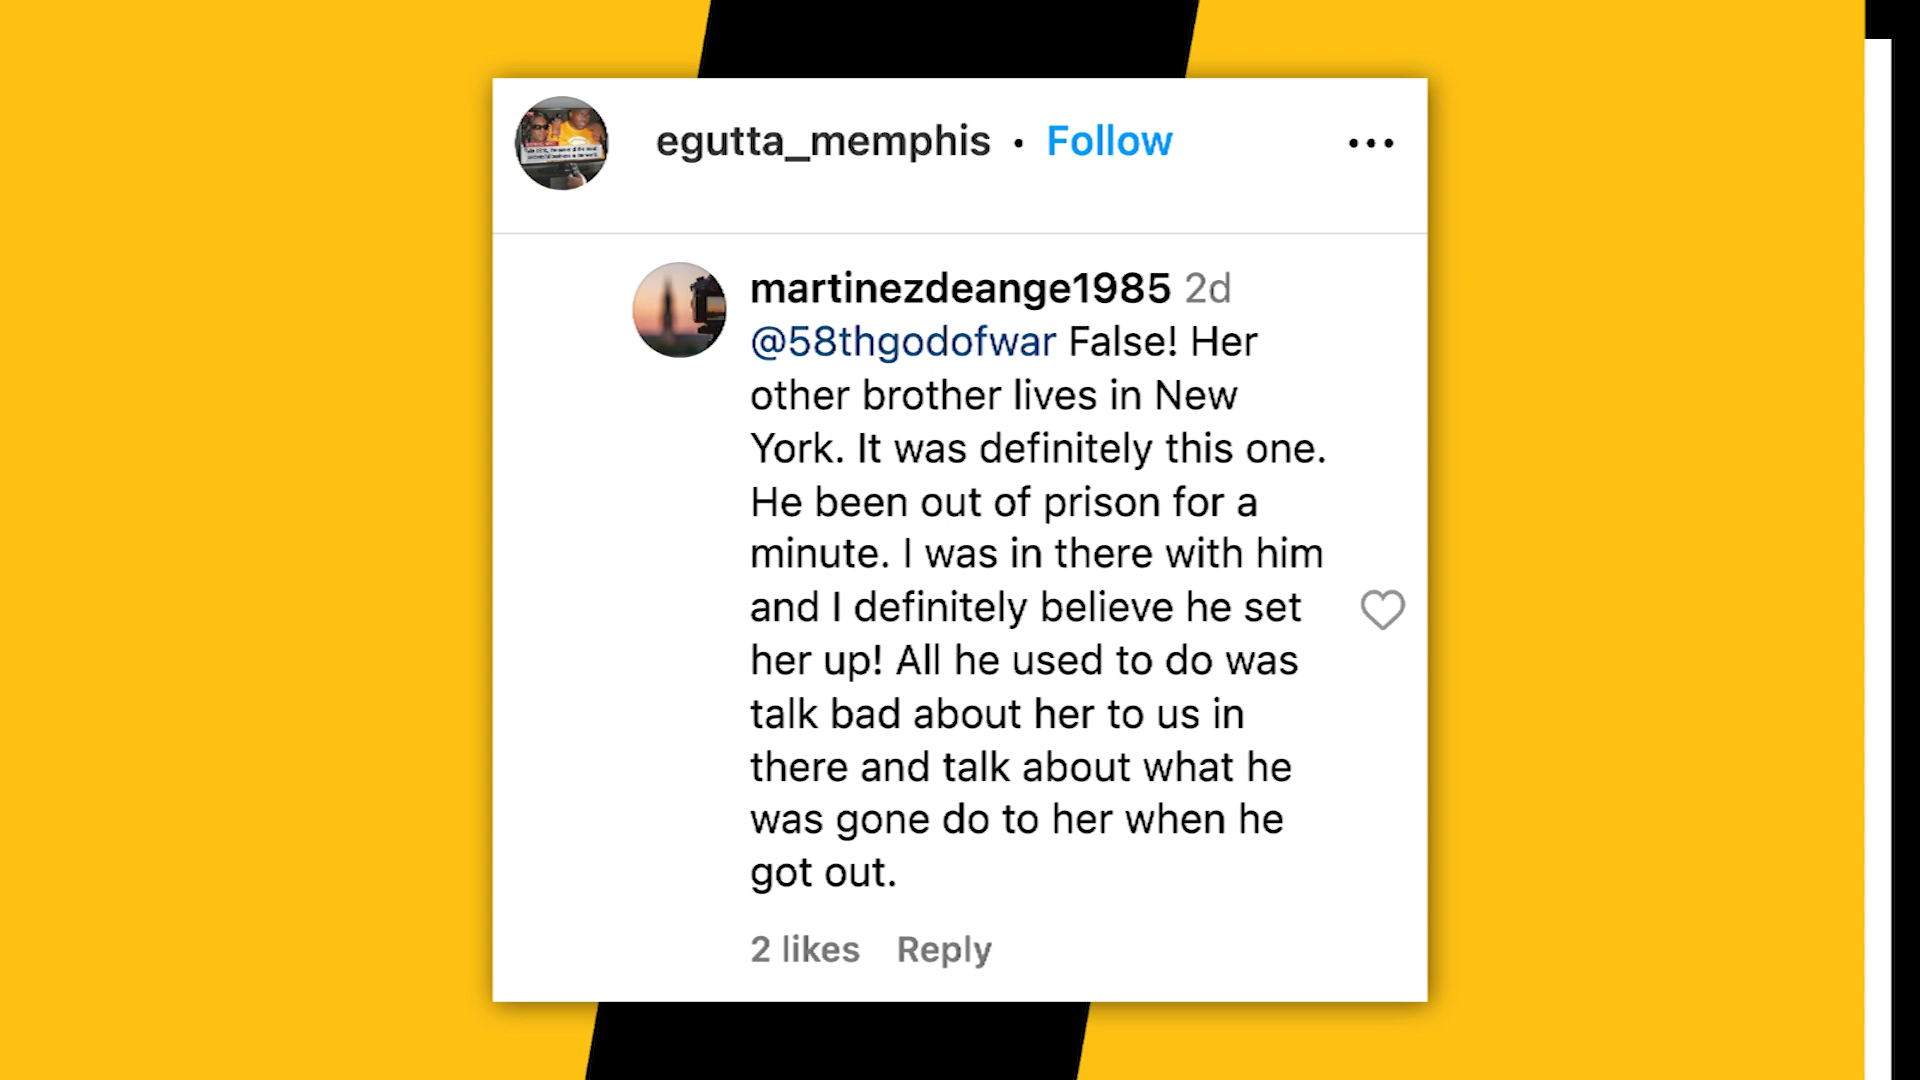 egutta_memphis • Follow
martinezdeange1985 2d
@58thgodofwar False! Her
other brother lives in New
York. It was definitely this one.
He been out of prison for a
minute. I was in there with him
and I definitely believe he set
her up! All he used to do was
talk bad about her to us in
there and talk about what he
was gone do to her when he
got out.
2 likes Reply